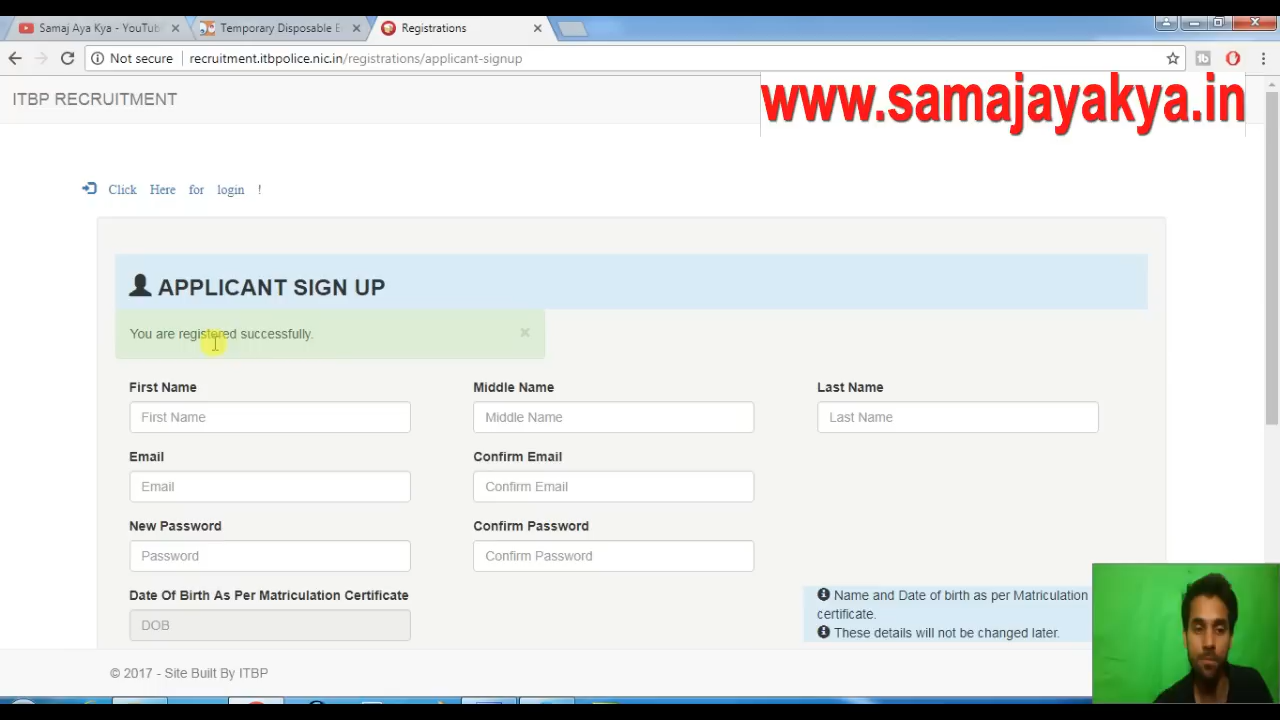 Samaj Aya Kya - YouTub
Temporary Disposable E
Registrations
Not secure
recruitment.itbpolice.nic.in/registrations/applicant-signup
ITBP RECRUITMENT
www.samajayakya.in
Click Here for login !
APPLICANT SIGN UP
You are registered successfully.
First Name
Middle Name
Last Name
First Name
Middle Name
Last Name
Email
Confirm Email
Email
Confirm Email
New Password
Confirm Password
Password
Confirm Password
Date Of Birth As Per Matriculation Certificate
DOB
Name and Date of birth as per Matriculation
certificate.
These details will not be changed later.
© 2017 - Site Built By ITBP